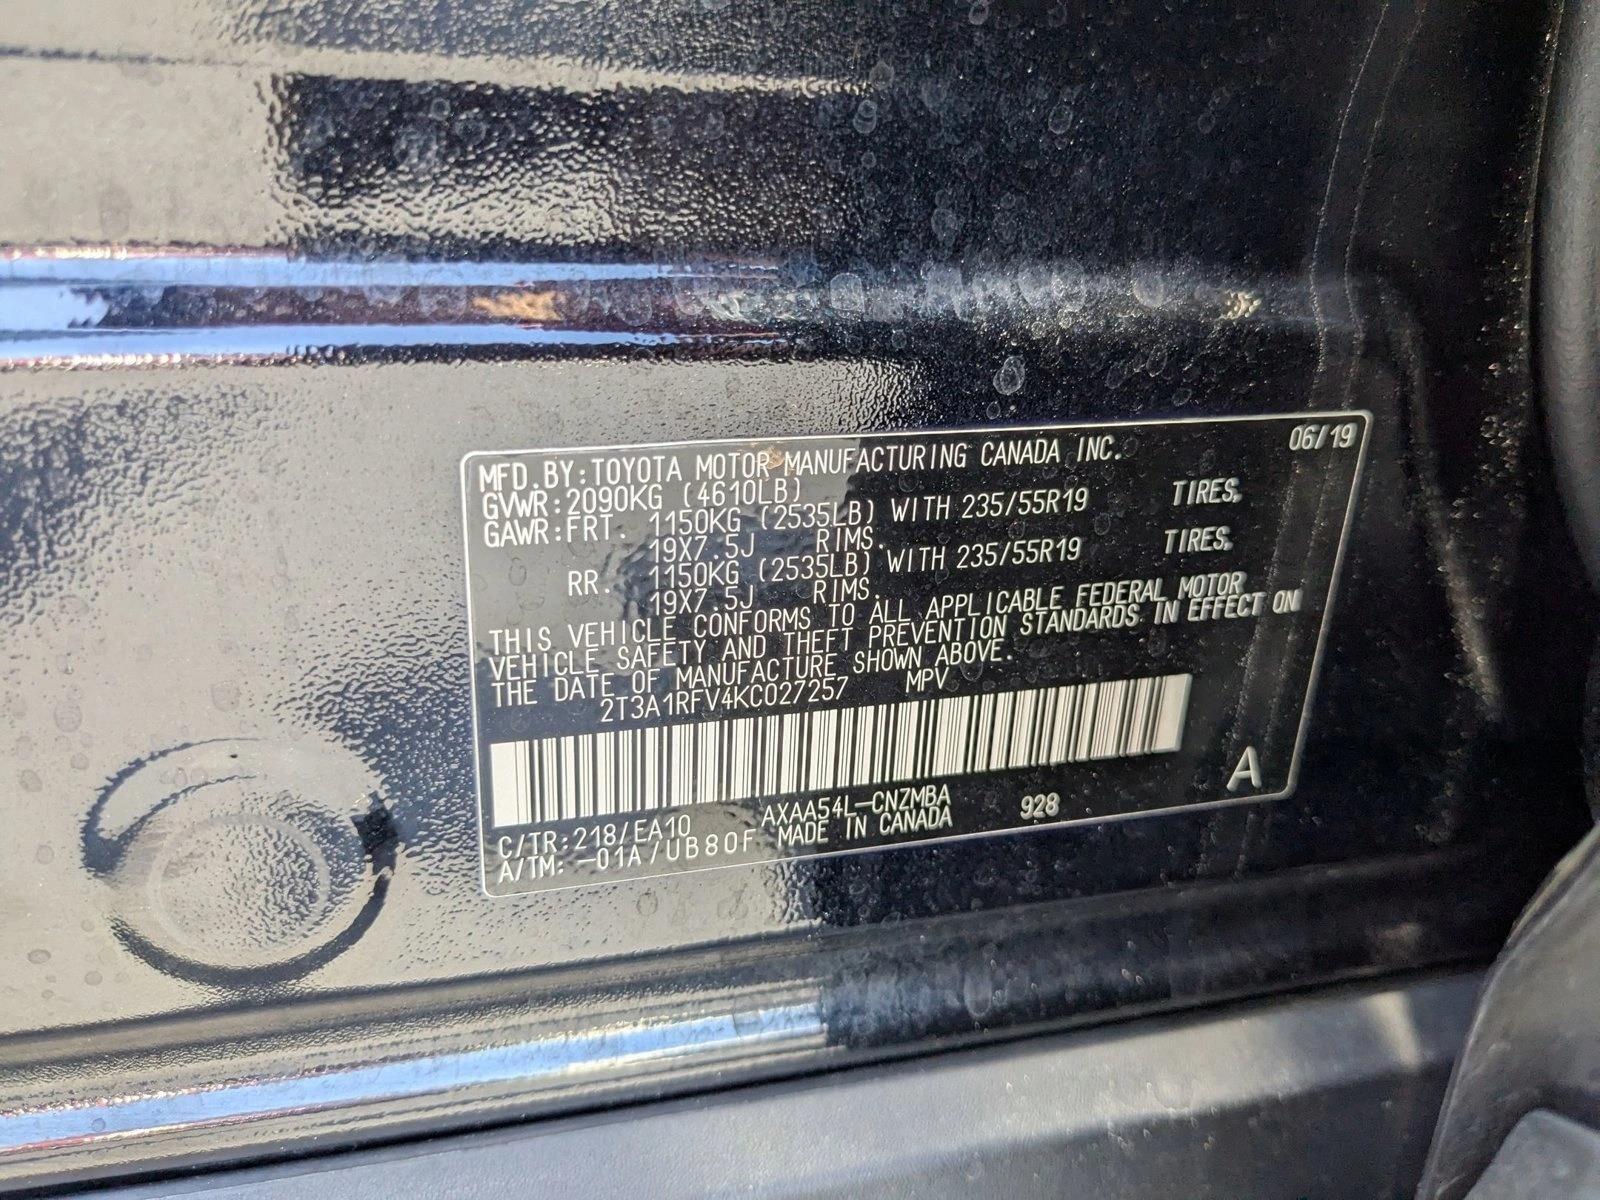 06/19
MFD.BY:TOYOTA MOTOR MANUFACTURING CANADA INC.
GVWR:2090KG (4610LB)
GAWR:FRT. 1150KG (2535LB) WITH 235/55R19 TIRES,
19X7.5J RIMS.
RR. 1150KG (2535LB) WITH 235/55R19 TIRES,
19X7.5J RIMS.
THIS VEHICLE CONFORMS TO ALL APPLICABLE FEDERAL MOTOR
VEHICLE SAFETY AND THEFT PREVENTION STANDARDS IN EFFECT ON
THE DATE OF MANUFACTURE SHOWN ABOVE.
2T3A1RFV4KC027257 MPV
A
C/TR:218/EA10 AXAA54L-CNZMBA 928
A/TM: -01A/UB80F MADE IN CANADA